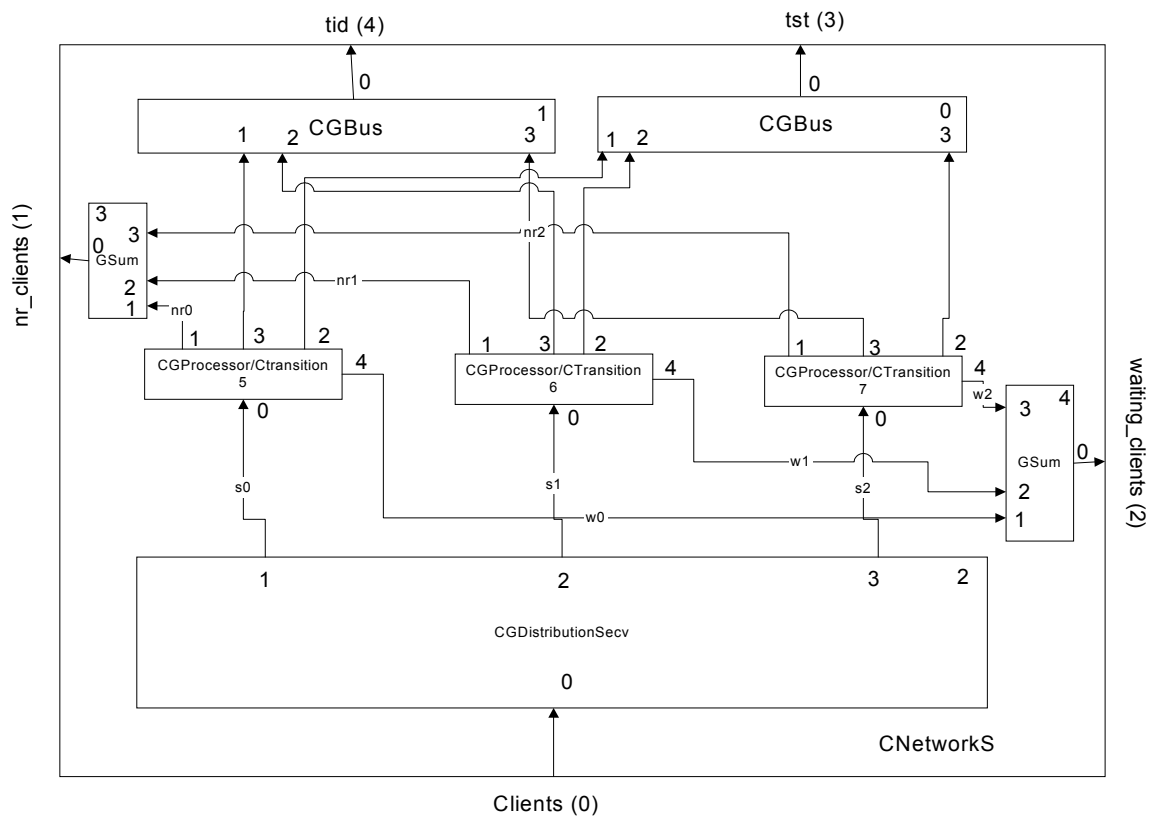 tid (4)
tst (3)
0
0
1
CGBus
1
2
3
0
CGBus
1
2
3
nr_clients (1)
3
0
3
GSum
2
1
nr2
nr1
nr0
1
3
2
CGProcessor/Ctransition
5
4
0
1
3
2
CGProcessor/CTransition
6
4
0
1
3
2
CGProcessor/CTransition
7
4
0
w2
3
4
GSum
0
2
1
waiting_clients (2)
w1
s0
s1
s2
w0
1
2
3
2
CGDistributionSecv
0
CNetworkS
Clients (0)